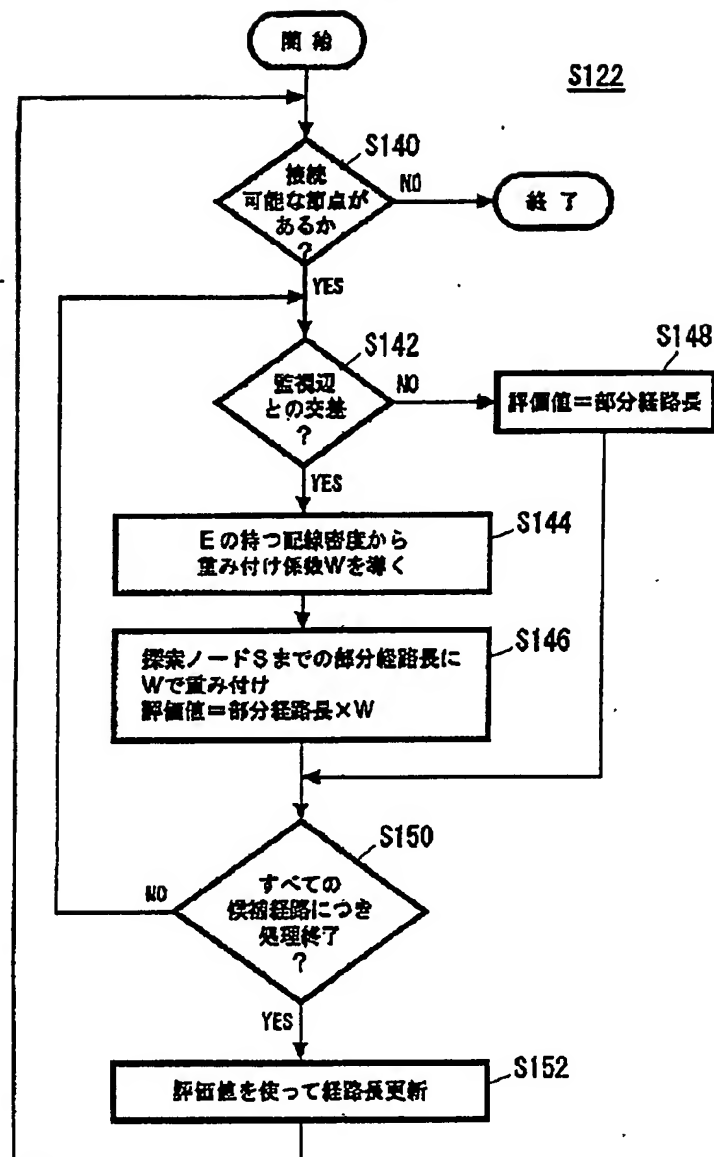 開始
S122
S140
接続
可能な節点が
あるか
?
NO
終了
YES
S142
監視辺
との交差
?
NO
S148
評価値＝部分経路長
YES
S144
Eの持つ配線密度から
重み付け係数Wを導く
S146
探索ノードSまでの部分経路長に
Wで重み付け
評価値＝部分経路長×W
S150
すべての
候補経路につき
処理終了
?
NO
YES
S152
評価値を使って経路長更新